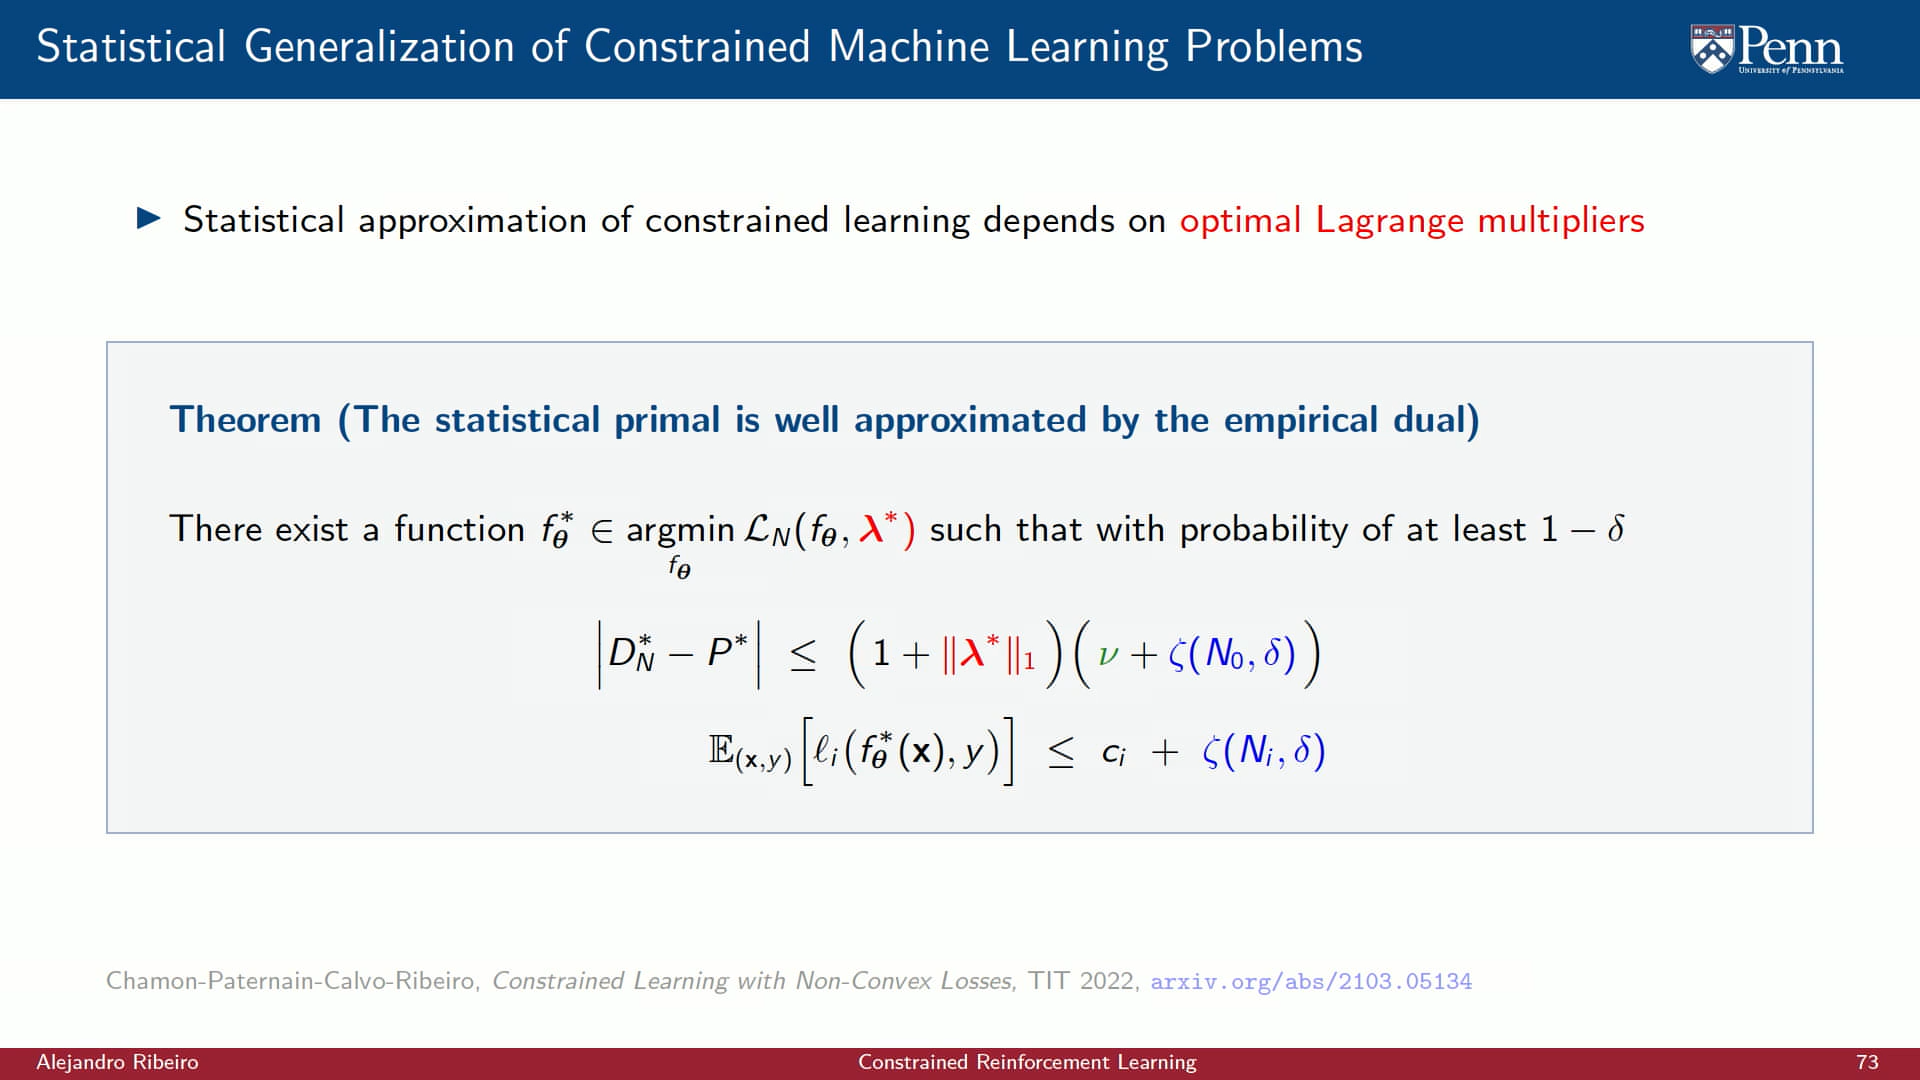 Statistical Generalization of Constrained Machine Learning Problems
Penn
UNIVERSITY of PENNSYLVANIA
▶ Statistical approximation of constrained learning depends on optimal Lagrange multipliers
Theorem (The statistical primal is well approximated by the empirical dual)
There exist a function f*_θ ∈ argmin_{f_θ} 𝓛_N(f_θ, λ*) such that with probability of at least 1 − δ
|D*_N − P*| ≤ (1 + ‖λ*‖₁)(ν + ζ(N₀, δ))
𝔼_(x,y)[ℓ_i(f*_θ(x), y)] ≤ c_i + ζ(N_i, δ)
Chamon-Paternain-Calvo-Ribeiro, Constrained Learning with Non-Convex Losses, TIT 2022, arxiv.org/abs/2103.05134
Alejandro Ribeiro
Constrained Reinforcement Learning
73